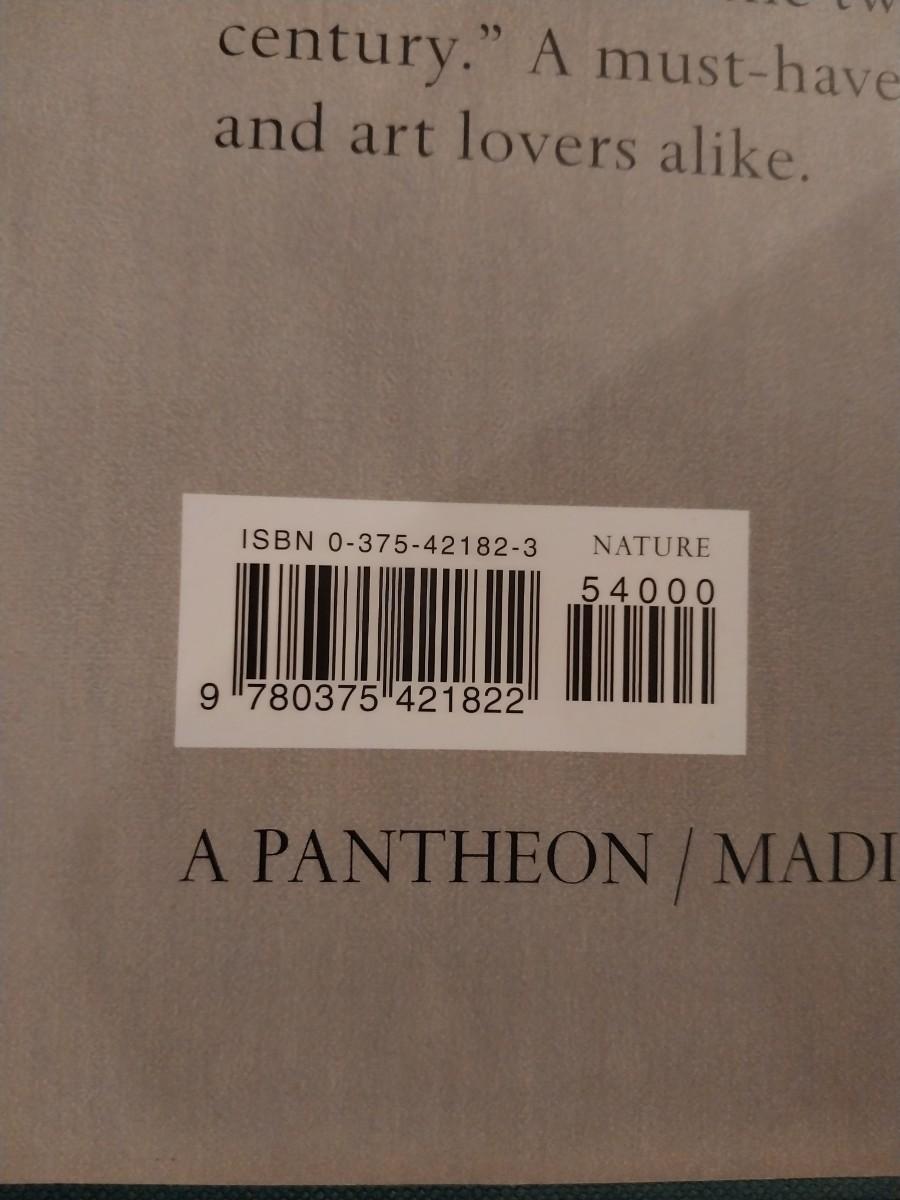 century.” A must-have
and art lovers alike.
ISBN 0-375-42182-3
NATURE
54000
9 780375 421822
A PANTHEON / MADI